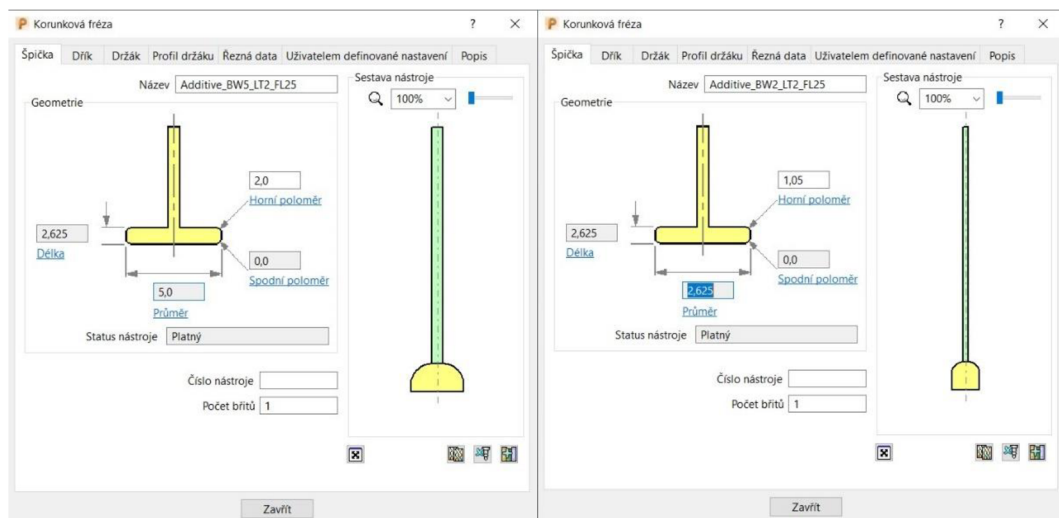 Korunková fréza ? ×
Špička Dřík Držák Profil držáku Řezná data Uživatelem definované nastavení Popis
Název Additive_BW5_LT2_FL25
Sestava nástroje
100%
Geometrie
2,0
Horní poloměr
2,625
Délka
0,0
Spodní poloměr
5,0
Průměr
Status nástroje Platný
Číslo nástroje
Počet břitů 1
Zavřít
Korunková fréza ? ×
Špička Dřík Držák Profil držáku Řezná data Uživatelem definované nastavení Popis
Název Additive_BW2_LT2_FL25
Sestava nástroje
100%
Geometrie
1,05
Horní poloměr
2,625
Délka
0,0
Spodní poloměr
2,625
Průměr
Status nástroje Platný
Číslo nástroje
Počet břitů 1
Zavřít